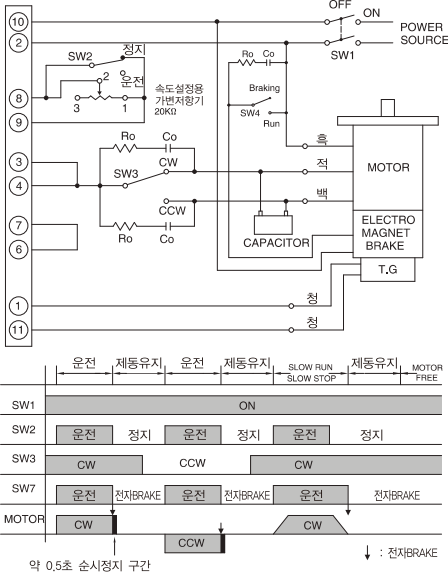 OFF
ON
POWER
SOURCE
SW1
10
2
SW2
정지
2
운전
8
3
1
속도설정용
가변저항기
20KΩ
9
Ro
Co
Braking
SW4
Run
Ro
Co
3
4
SW3
CW
CCW
Ro
Co
7
6
CAPACITOR
흑
적
백
MOTOR
ELECTRO
MAGNET
BRAKE
T.G
1
청
11
청
운전
제동유지
운전
제동유지
SLOW RUN
SLOW STOP
제동유지
MOTOR
FREE
SW1
ON
SW2
운전
정지
운전
정지
운전
정지
SW3
CW
CCW
CW
SW7
운전
전자BRAKE
운전
전자BRAKE
운전
전자BRAKE
MOTOR
CW
CCW
CW
약 0.5초 순시정지 구간
: 전자BRAKE